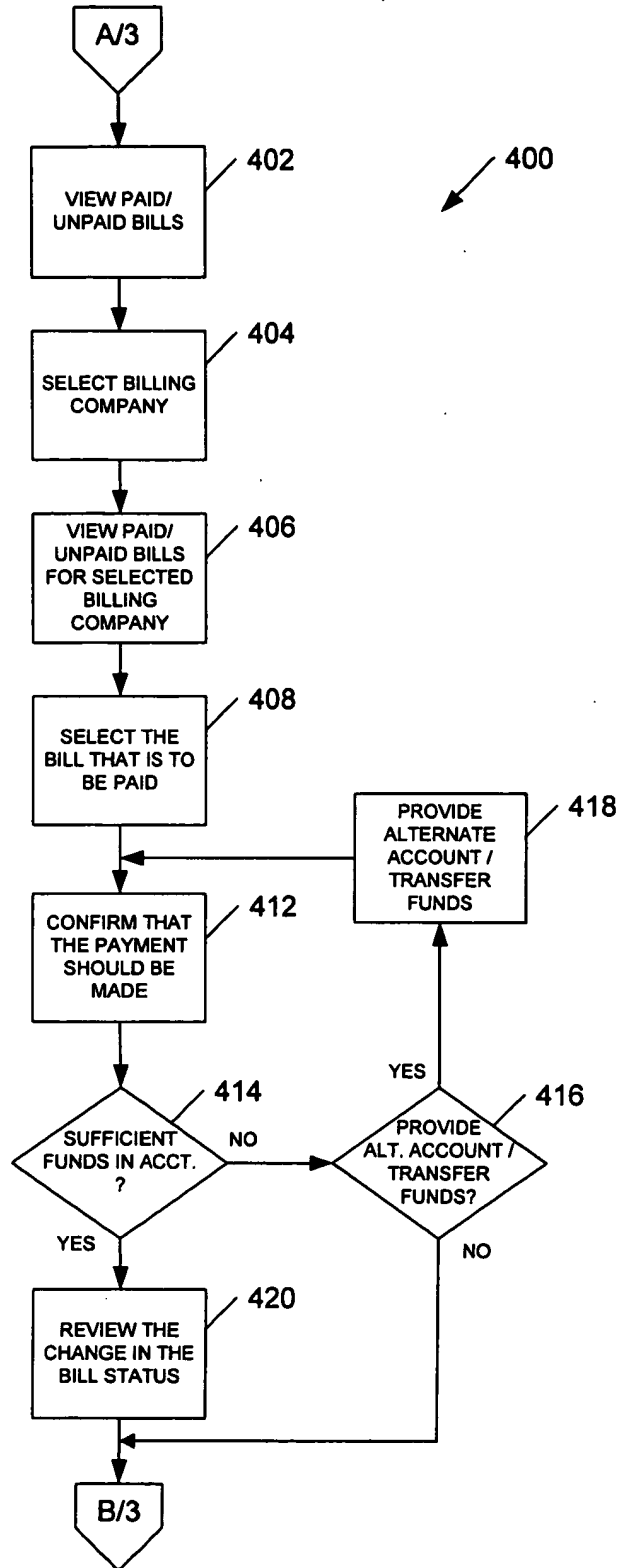 A/3
402
VIEW PAID/
UNPAID BILLS
400
404
SELECT BILLING
COMPANY
406
VIEW PAID/
UNPAID BILLS
FOR SELECTED
BILLING
COMPANY
408
SELECT THE
BILL THAT IS TO
BE PAID
418
PROVIDE
ALTERNATE
ACCOUNT /
TRANSFER
FUNDS
412
CONFIRM THAT
THE PAYMENT
SHOULD BE
MADE
414
SUFFICIENT
FUNDS IN ACCT.
?
NO
YES
416
PROVIDE
ALT. ACCOUNT /
TRANSFER
FUNDS?
YES
NO
420
REVIEW THE
CHANGE IN THE
BILL STATUS
B/3